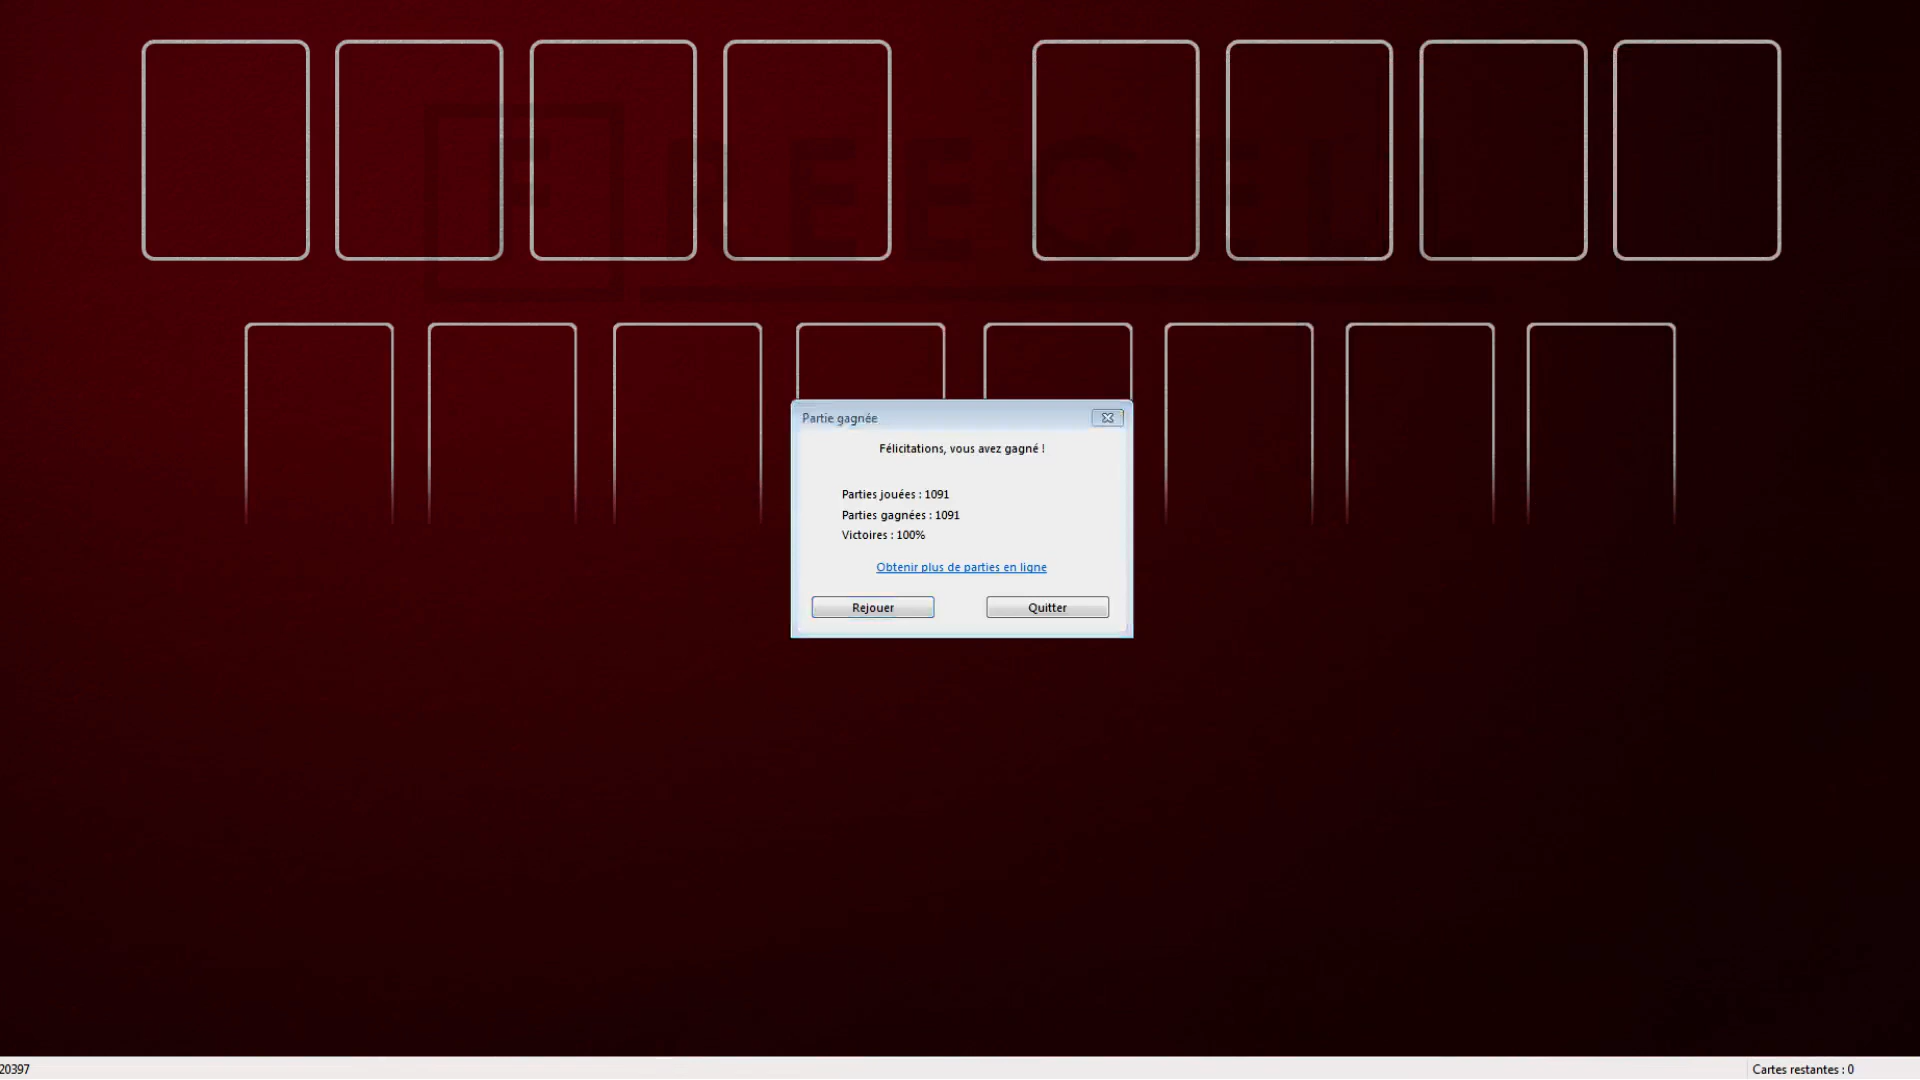 FREECELL
Partie gagnée
Félicitations, vous avez gagné !
Parties jouées : 1091
Parties gagnées : 1091
Victoires : 100%
Obtenir plus de parties en ligne
Rejouer
Quitter
20397
Cartes restantes : 0